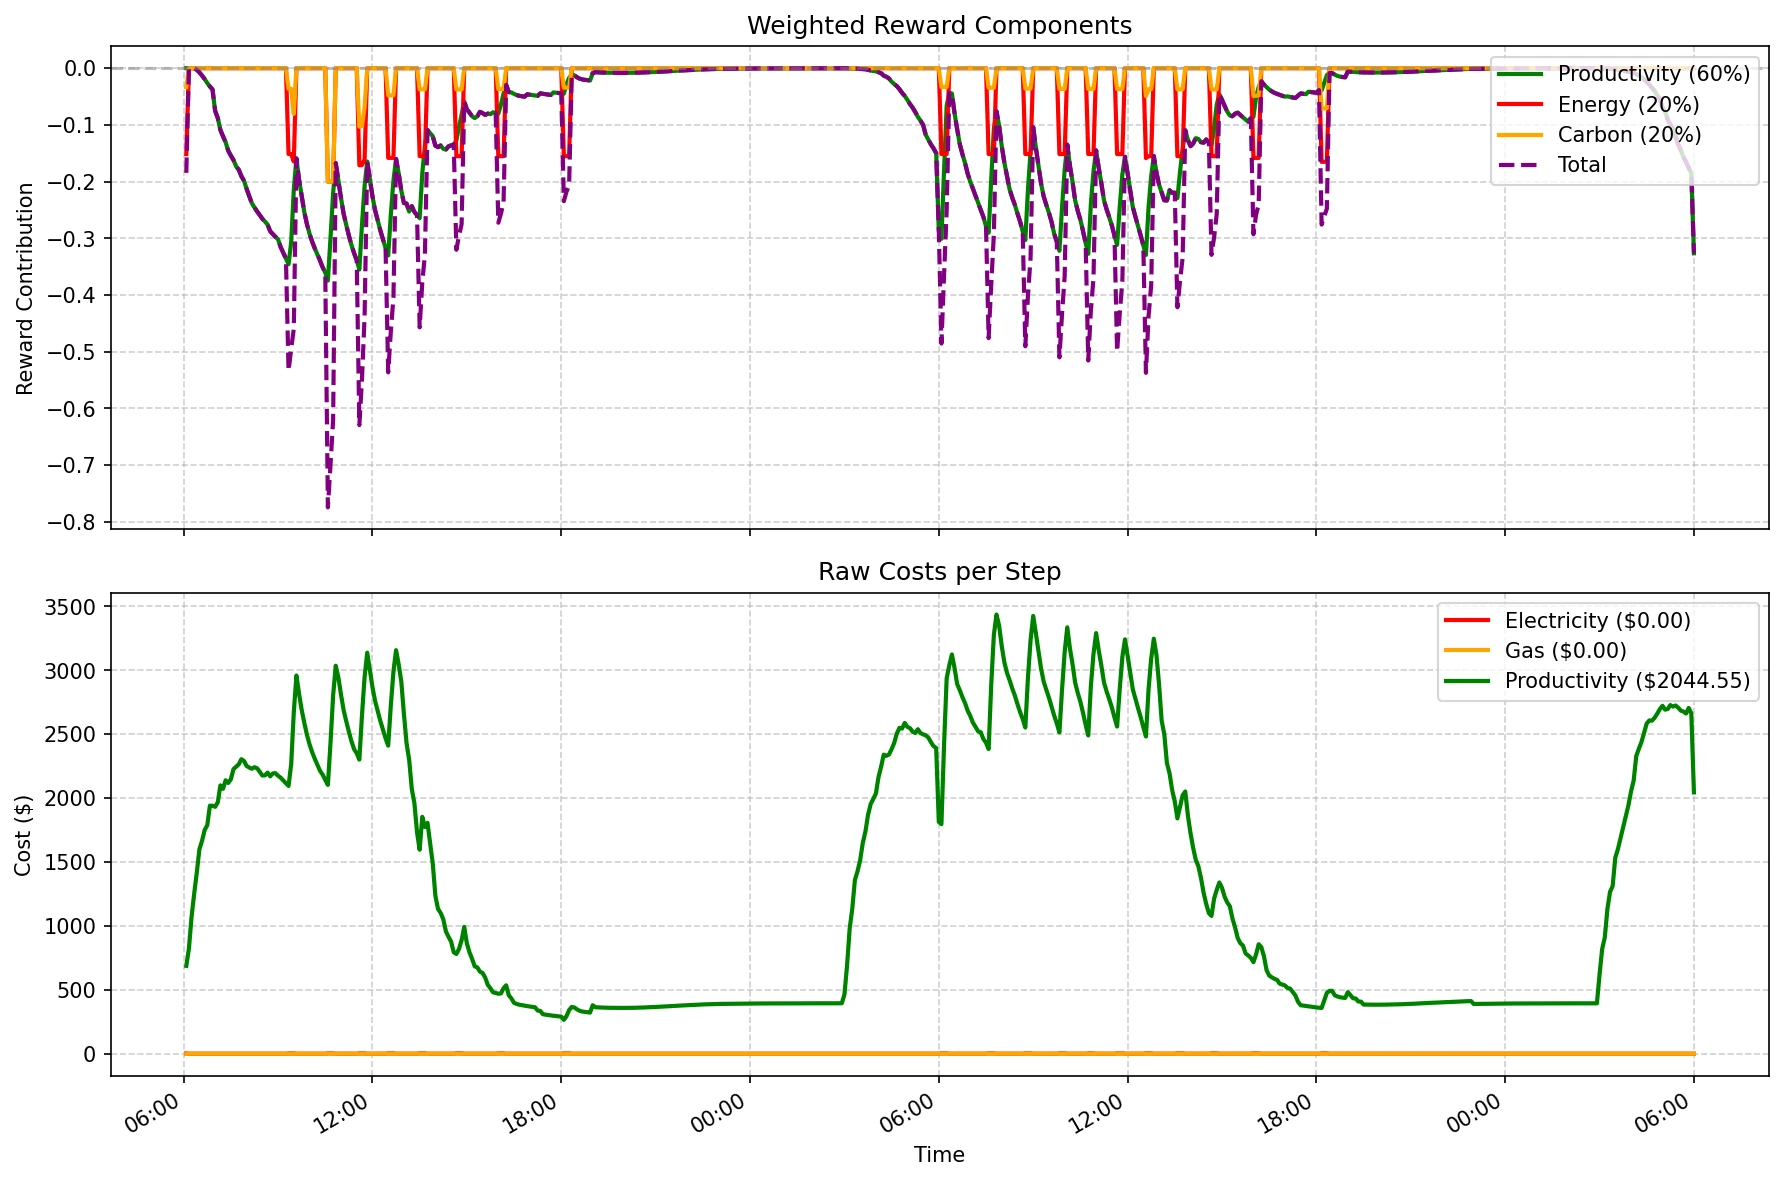 Weighted Reward Components
Reward Contribution
0.0
−0.1
−0.2
−0.3
−0.4
−0.5
−0.6
−0.7
−0.8
Productivity (60%)
Energy (20%)
Carbon (20%)
Total
Raw Costs per Step
Cost ($)
3500
3000
2500
2000
1500
1000
500
0
Electricity ($0.00)
Gas ($0.00)
Productivity ($2044.55)
06:00 12:00 18:00 00:00 06:00 12:00 18:00 00:00 06:00
Time